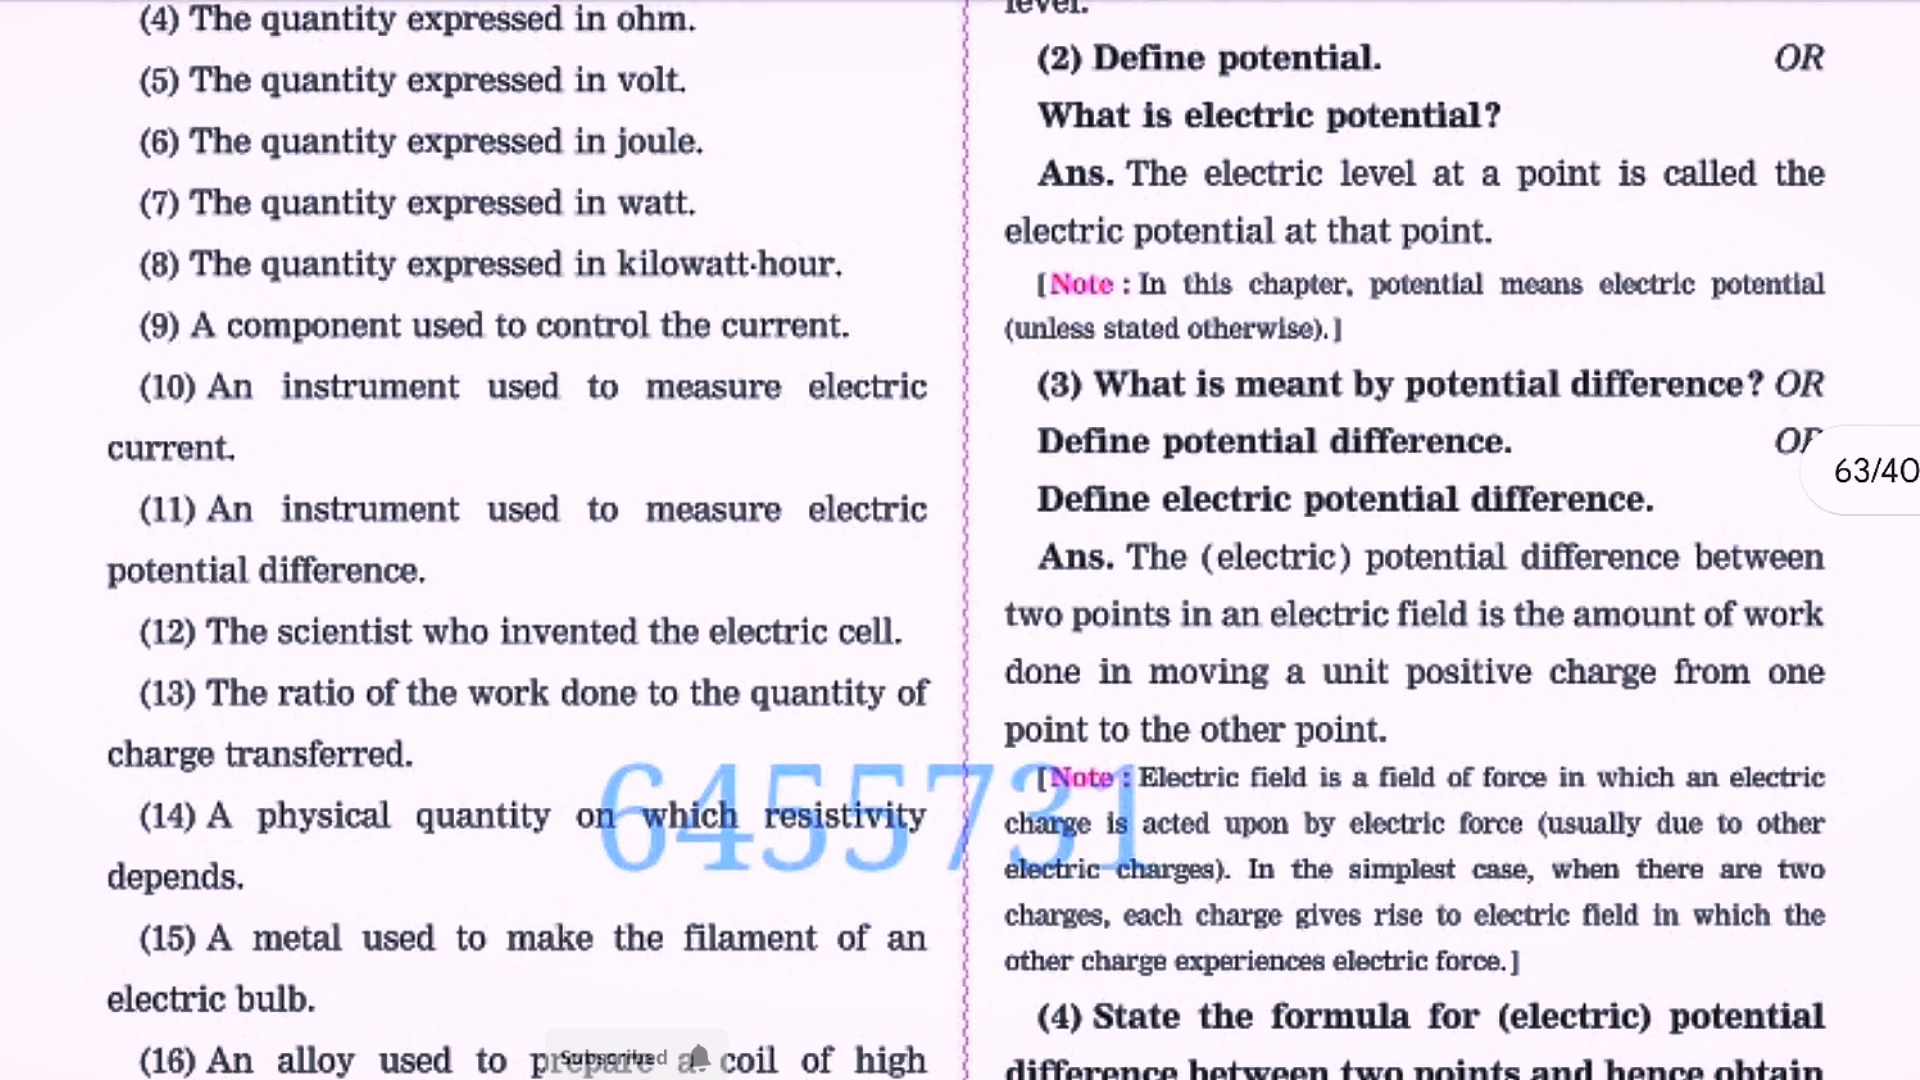 (4) The quantity expressed in ohm.
(5) The quantity expressed in volt.
(6) The quantity expressed in joule.
(7) The quantity expressed in watt.
(8) The quantity expressed in kilowatt·hour.
(9) A component used to control the current.
(10) An instrument used to measure electric
current.
(11) An instrument used to measure electric
potential difference.
(12) The scientist who invented the electric cell.
(13) The ratio of the work done to the quantity of
charge transferred.
(14) A physical quantity on which resistivity
depends.
(15) A metal used to make the filament of an
electric bulb.
(16) An alloy used to prepare a coil of high
level.
(2) Define potential. OR
What is electric potential?
Ans. The electric level at a point is called the
electric potential at that point.
[Note : In this chapter, potential means electric potential
(unless stated otherwise).]
(3) What is meant by potential difference? OR
Define potential difference. OR
Define electric potential difference.
Ans. The (electric) potential difference between
two points in an electric field is the amount of work
done in moving a unit positive charge from one
point to the other point.
[Note : Electric field is a field of force in which an electric
charge is acted upon by electric force (usually due to other
electric charges). In the simplest case, when there are two
charges, each charge gives rise to electric field in which the
other charge experiences electric force.]
(4) State the formula for (electric) potential
difference between two points and hence obtain
63/40
6455731
Subscribed